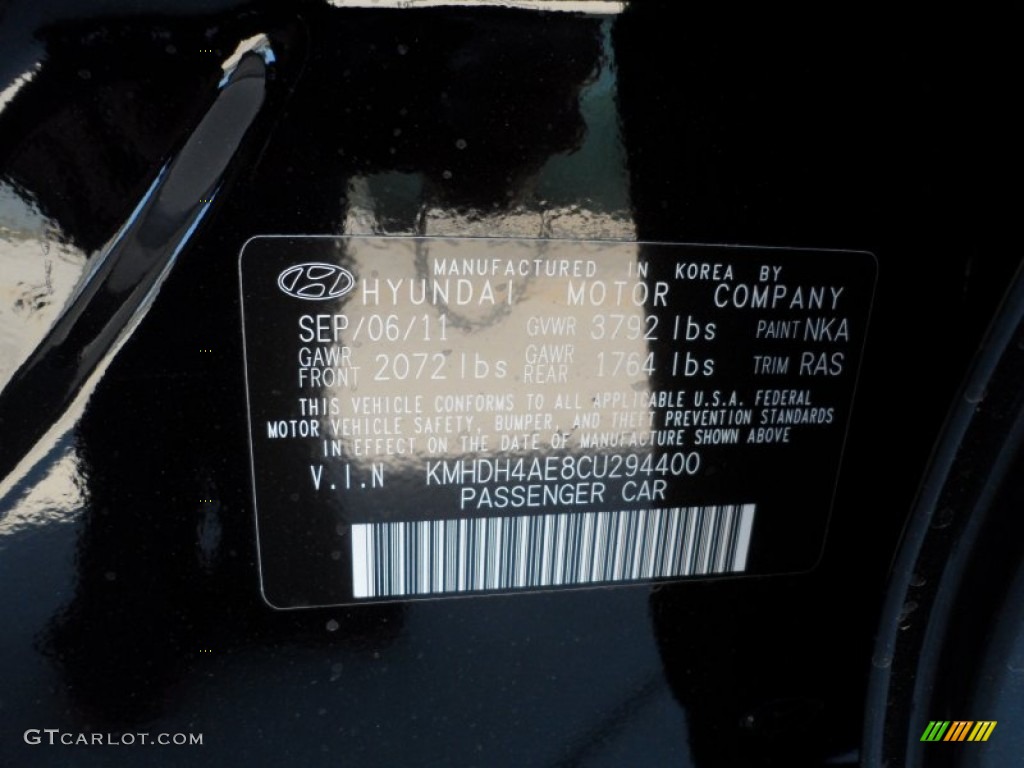 MANUFACTURED IN KOREA BY
HYUNDAI MOTOR COMPANY
SEP/06/11 GVWR 3792 lbs PAINT NKA
GAWR FRONT 2072 lbs GAWR REAR 1764 lbs TRIM RAS
THIS VEHICLE CONFORMS TO ALL APPLICABLE U.S.A. FEDERAL
MOTOR VEHICLE SAFETY, BUMPER, AND THEFT PREVENTION STANDARDS
IN EFFECT ON THE DATE OF MANUFACTURE SHOWN ABOVE
V.I.N KMHDH4AE8CU294400
PASSENGER CAR
GTCARLOT.COM